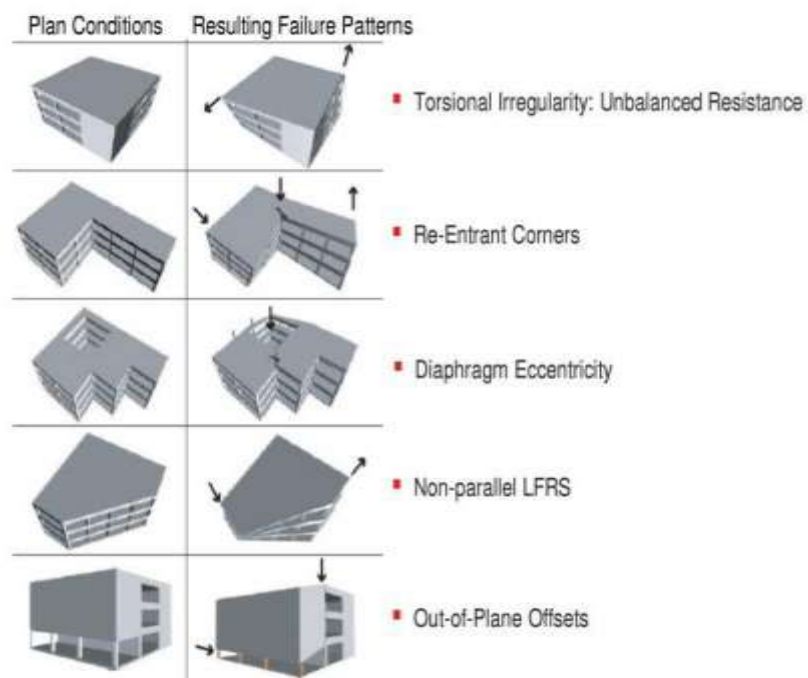 Plan Conditions
Resulting Failure Patterns
Torsional Irregularity: Unbalanced Resistance
Re-Entrant Corners
Diaphragm Eccentricity
Non-parallel LFRS
Out-of-Plane Offsets